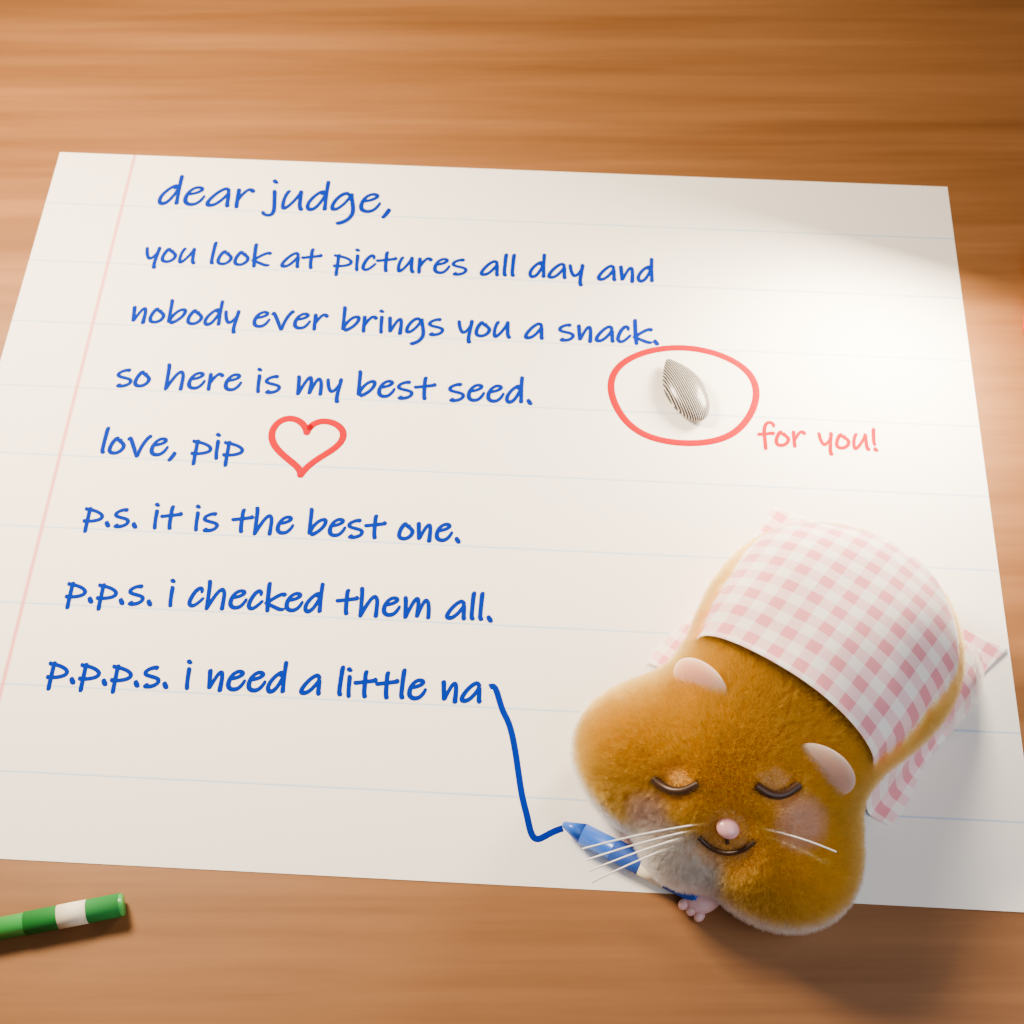 dear judge,
you look at pictures all day and
nobody ever brings you a snack.
so here is my best seed.
for you!
love, pip
p.s. it is the best one.
p.p.s. i checked them all.
p.p.p.s. i need a little na